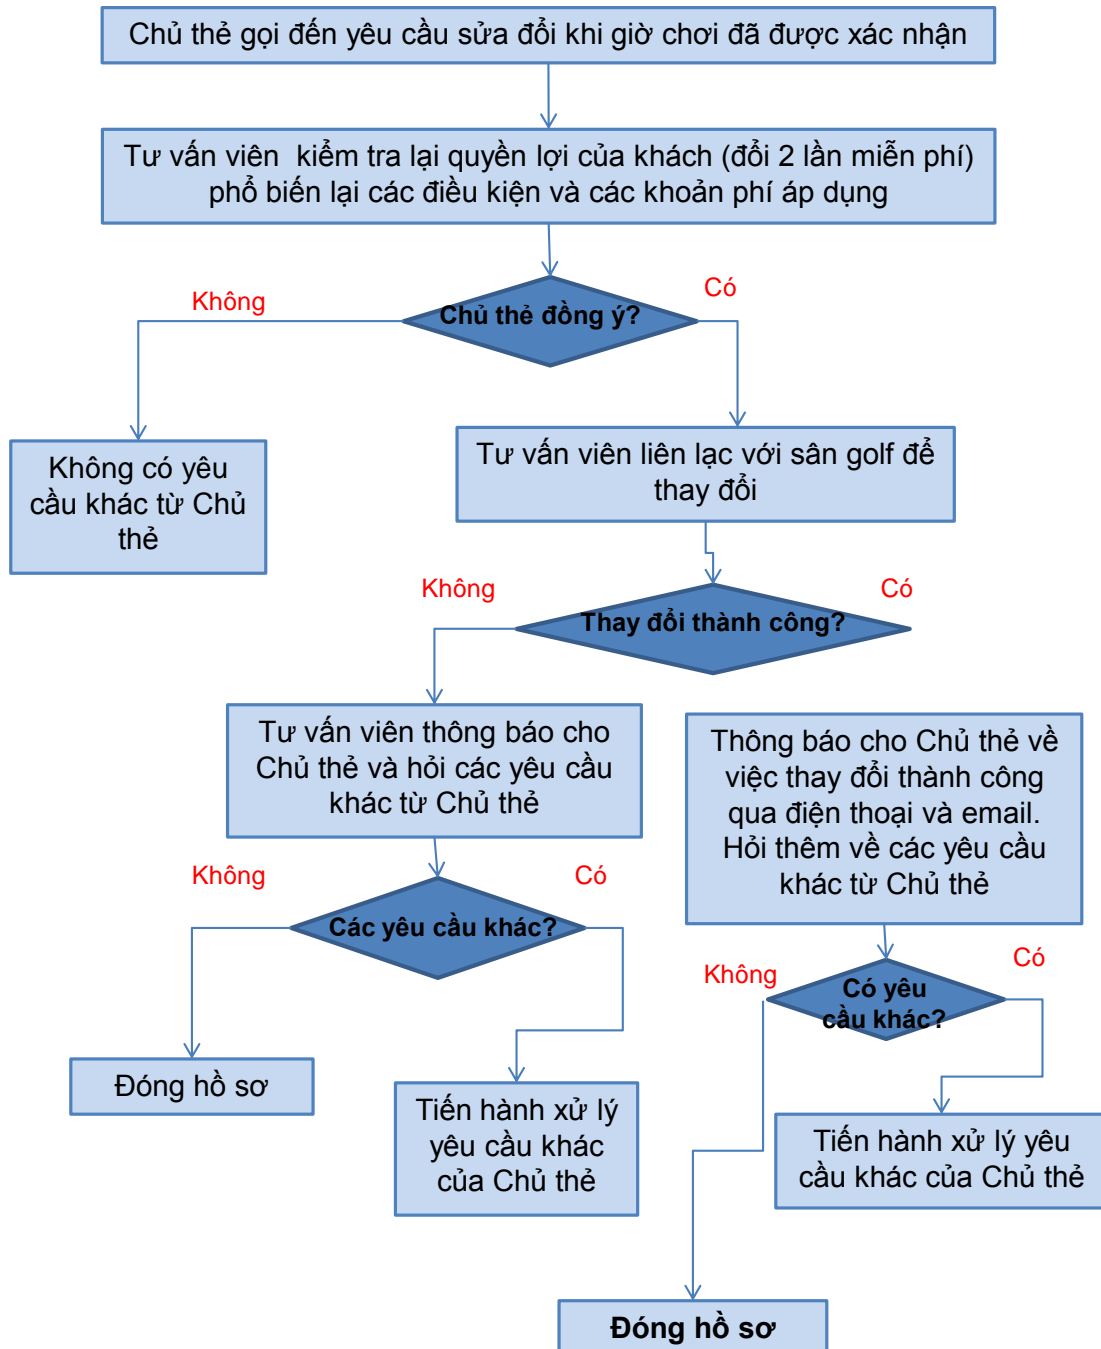 Chủ thẻ gọi đến yêu cầu sửa đổi khi giờ chơi đã được xác nhận
Tư vấn viên kiểm tra lại quyền lợi của khách (đổi 2 lần miễn phí)
phổ biến lại các điều kiện và các khoản phí áp dụng
Không
Có
Chủ thẻ đồng ý?
Không có yêu
cầu khác từ Chủ
thẻ
Tư vấn viên liên lạc với sân golf để
thay đổi
Không
Có
Thay đổi thành công?
Tư vấn viên thông báo cho
Chủ thẻ và hỏi các yêu cầu
khác từ Chủ thẻ
Thông báo cho Chủ thẻ về
việc thay đổi thành công
qua điện thoại và email.
Hỏi thêm về các yêu cầu
khác từ Chủ thẻ
Không
Có
Các yêu cầu khác?
Không
Có
Có yêu
cầu khác?
Đóng hồ sơ
Tiến hành xử lý
yêu cầu khác
của Chủ thẻ
Tiến hành xử lý yêu
cầu khác của Chủ thẻ
Đóng hồ sơ